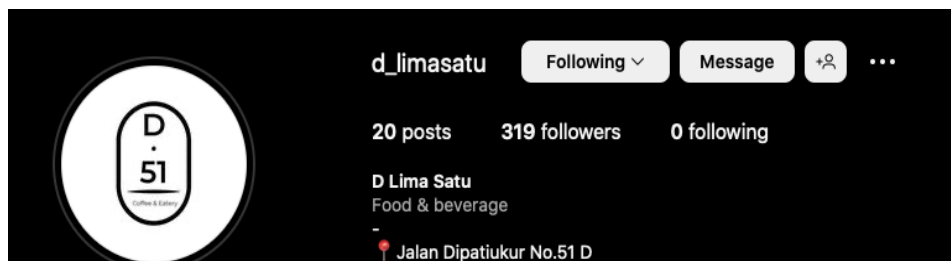 d_limasatu Following Message
20 posts 319 followers 0 following
D
51
Coffee & Eatery
D Lima Satu
Food & beverage
-
Jalan Dipatiukur No.51 D